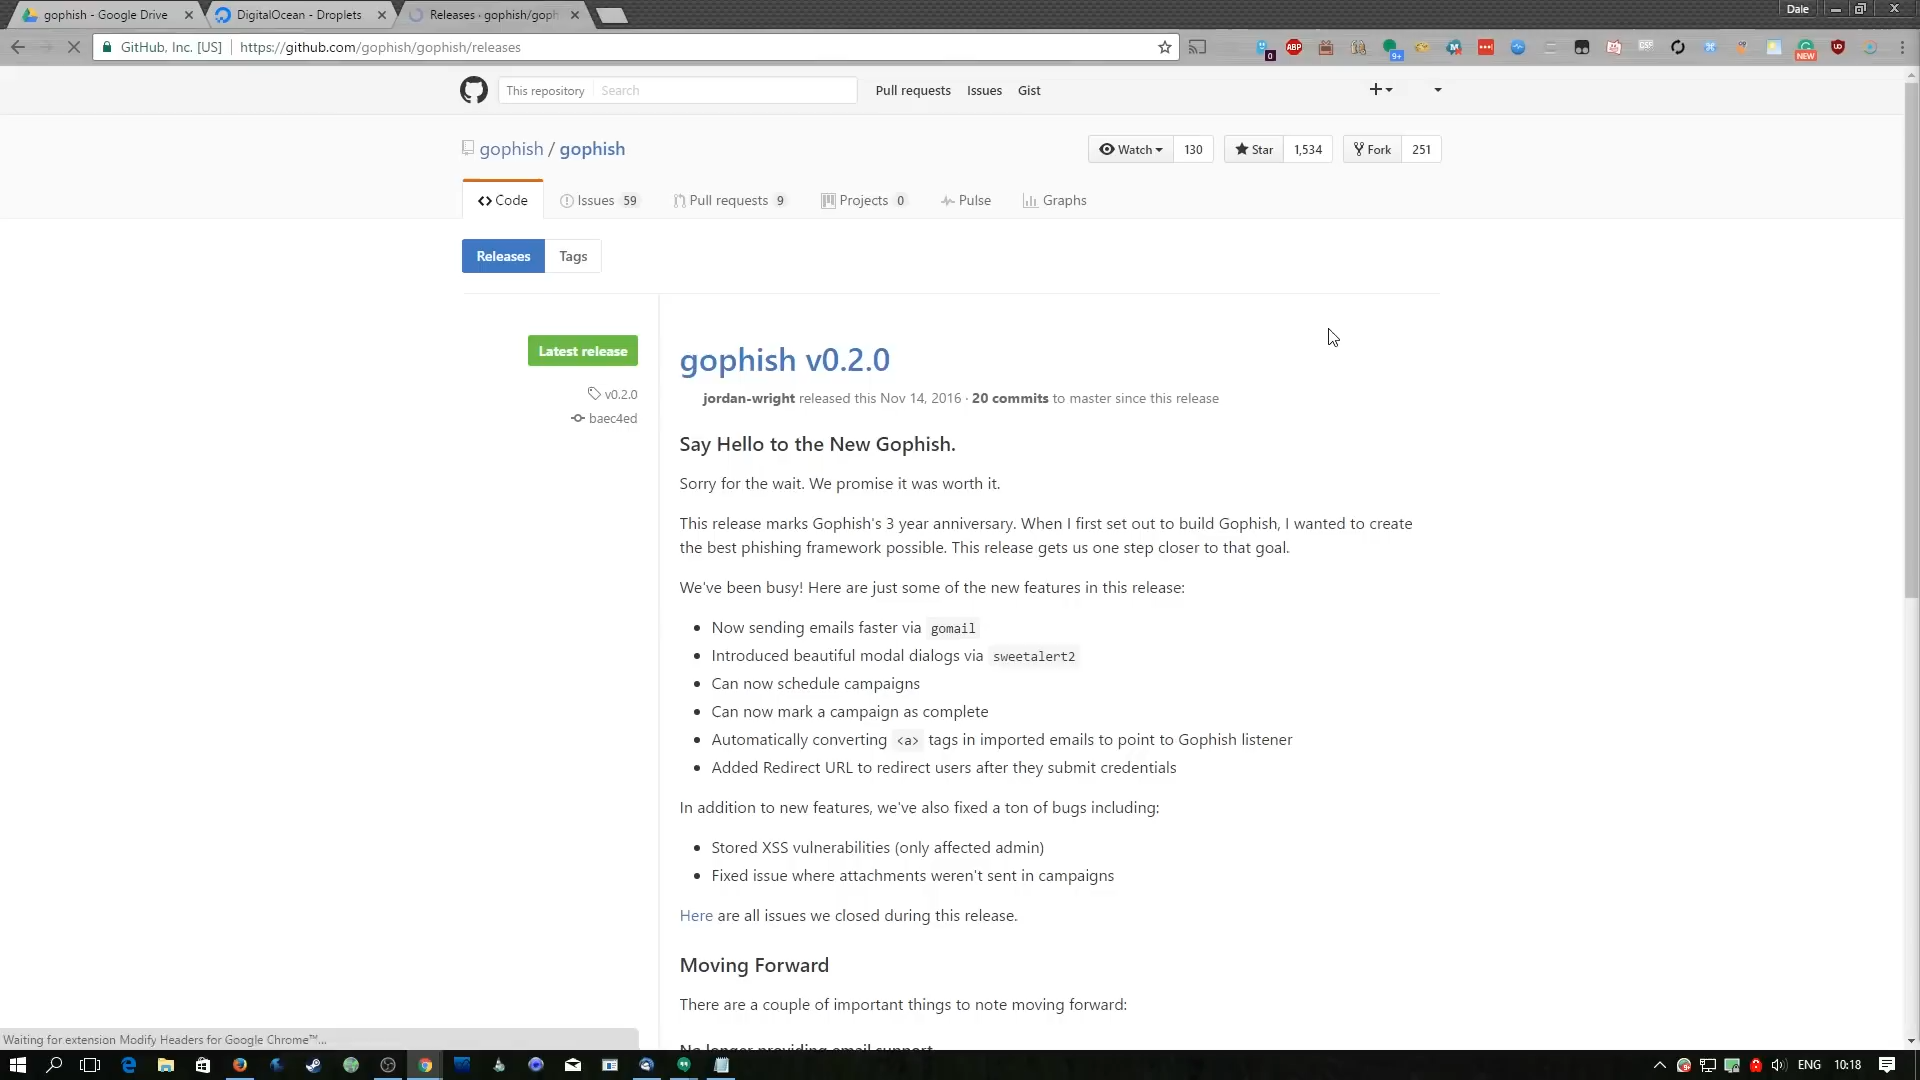 gophish - Google Drive
DigitalOcean - Droplets
Releases · gophish/goph
Dale
GitHub, Inc. [US]
https://github.com/gophish/gophish/releases
0
ABP
9+
CSP
NEW
This repository
Search
Pull requests
Issues
Gist
gophish / gophish
Watch
130
Star
1,534
Fork
251
Code
Issues 59
Pull requests 9
Projects 0
Pulse
Graphs
Releases
Tags
Latest release
v0.2.0
baec4ed
gophish v0.2.0
jordan-wright released this Nov 14, 2016 · 20 commits to master since this release
Say Hello to the New Gophish.
Sorry for the wait. We promise it was worth it.
This release marks Gophish's 3 year anniversary. When I first set out to build Gophish, I wanted to create
the best phishing framework possible. This release gets us one step closer to that goal.
We've been busy! Here are just some of the new features in this release:
Now sending emails faster via gomail
Introduced beautiful modal dialogs via sweetalert2
Can now schedule campaigns
Can now mark a campaign as complete
Automatically converting <a> tags in imported emails to point to Gophish listener
Added Redirect URL to redirect users after they submit credentials
In addition to new features, we've also fixed a ton of bugs including:
Stored XSS vulnerabilities (only affected admin)
Fixed issue where attachments weren't sent in campaigns
Here are all issues we closed during this release.
Moving Forward
There are a couple of important things to note moving forward:
No longer providing email support
Waiting for extension Modify Headers for Google Chrome™...
ENG
10:18